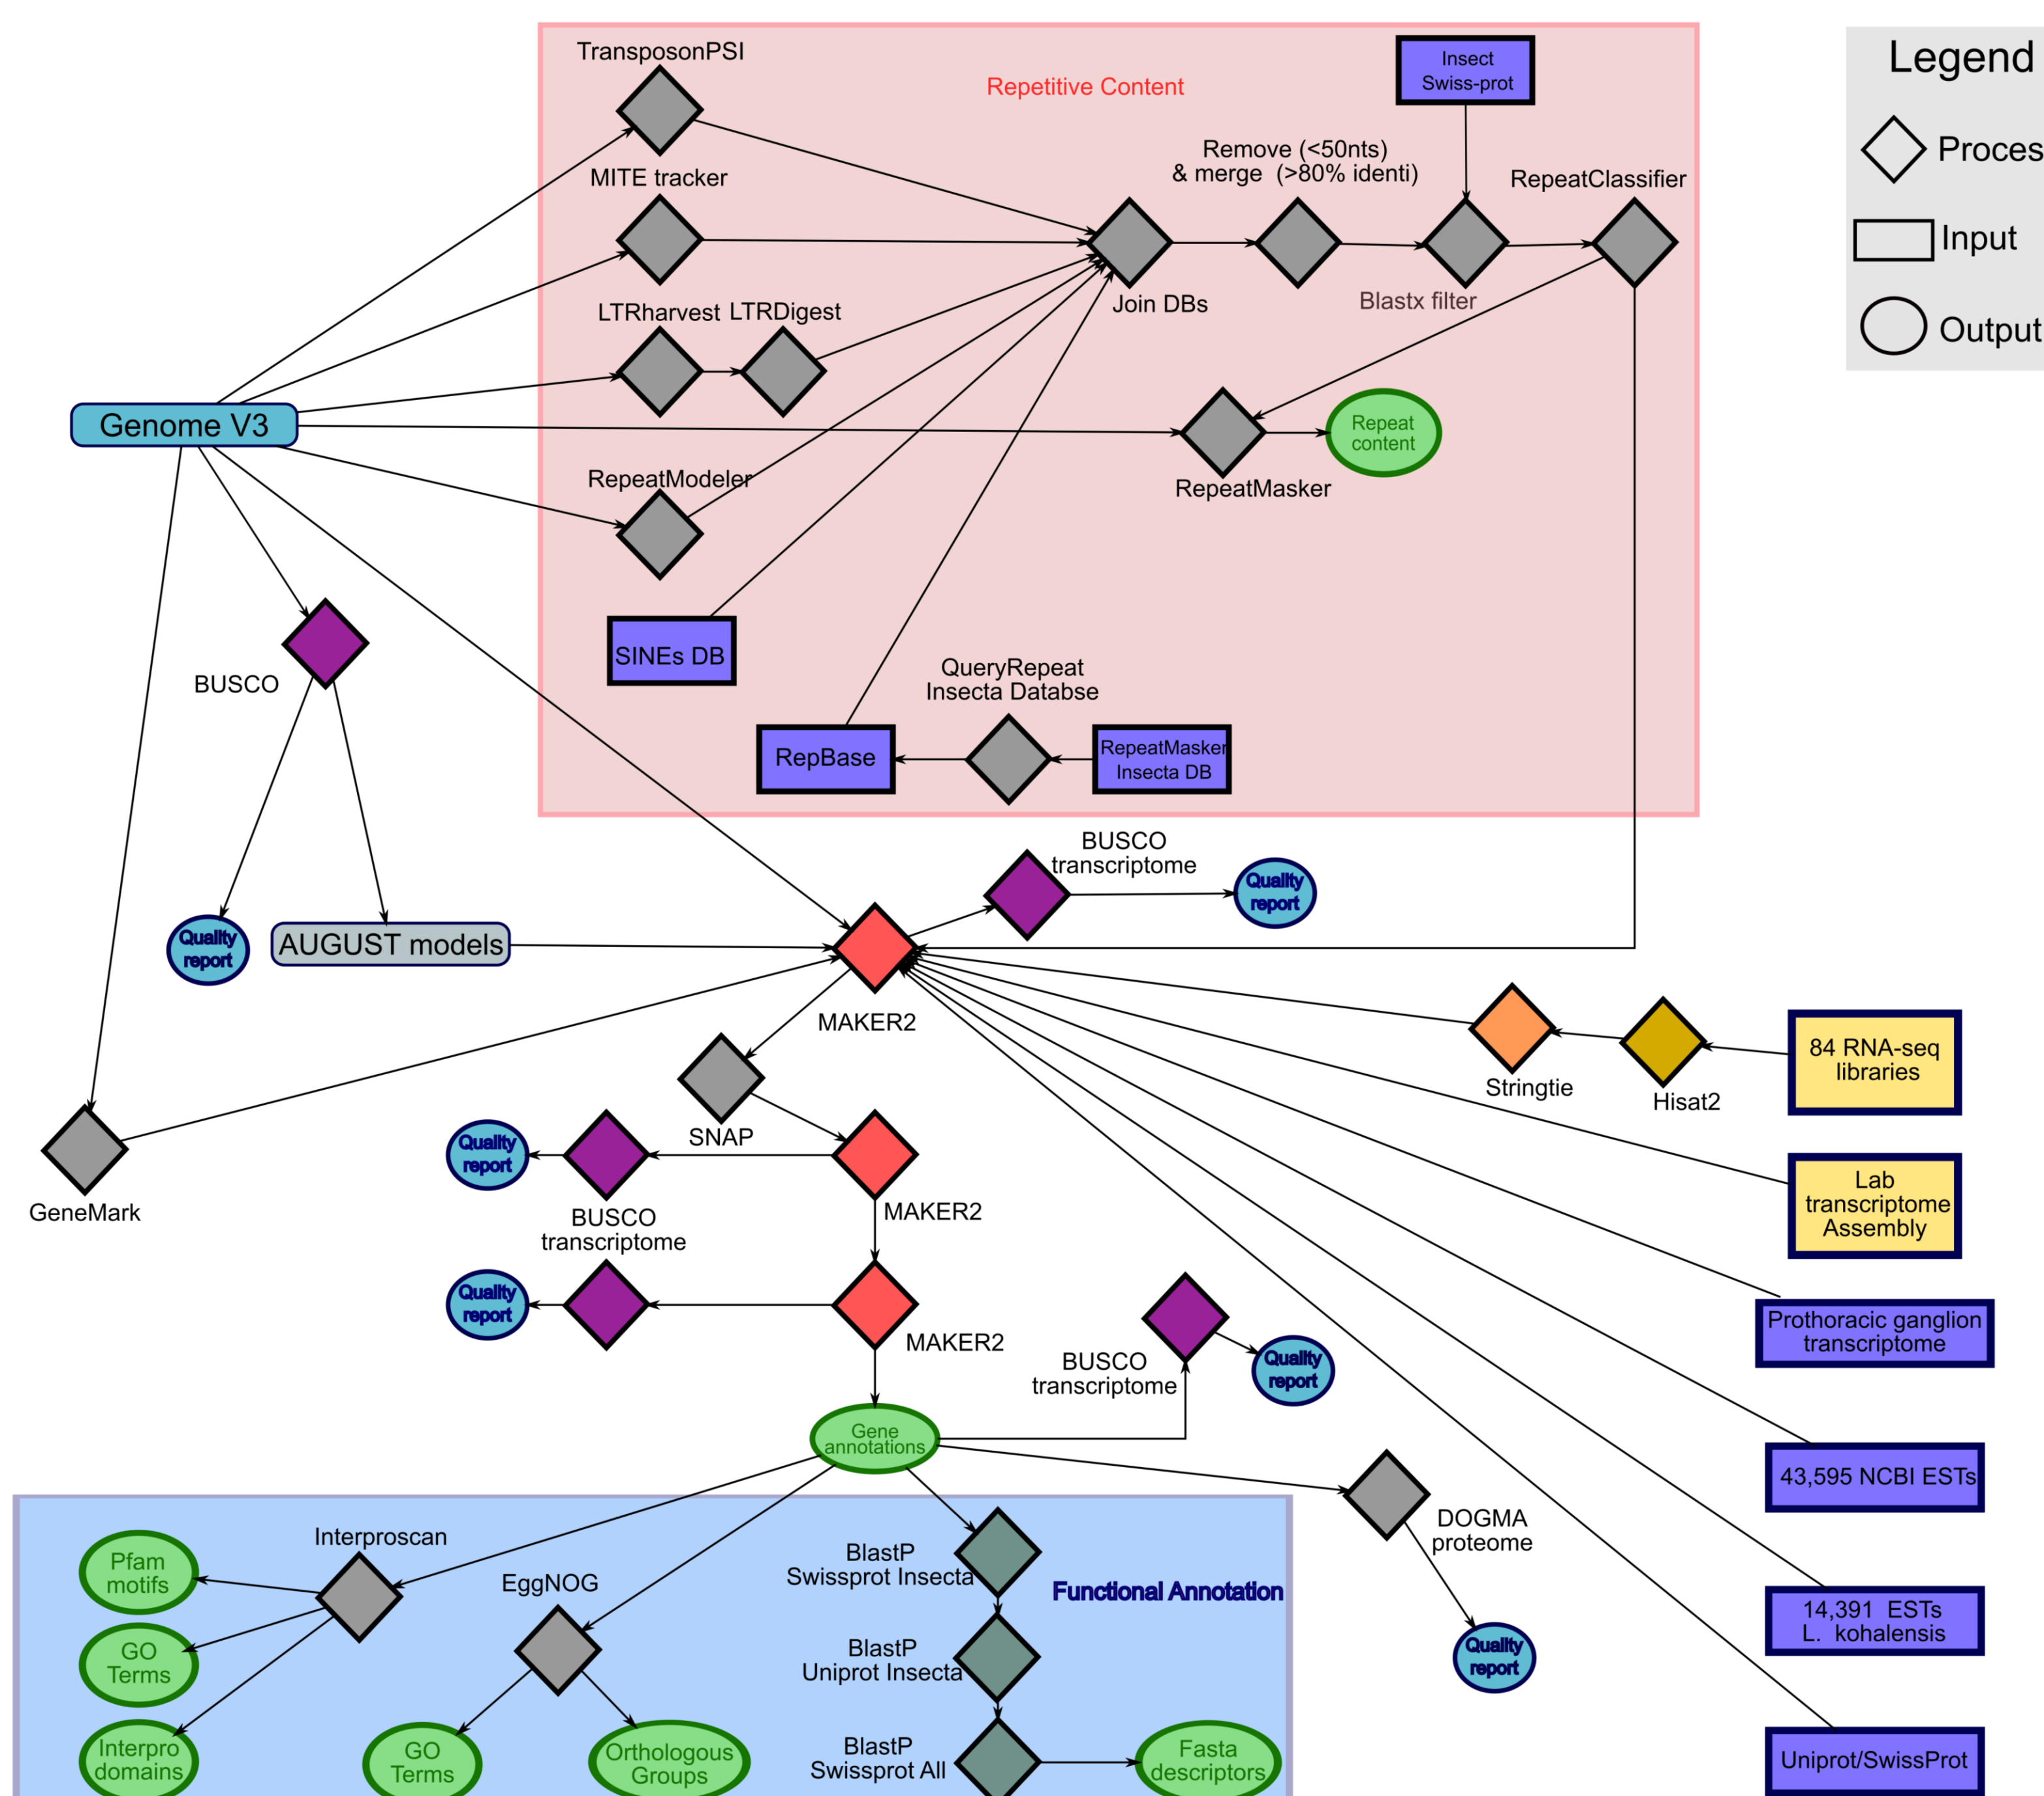 TransposonPSI
Repetitive Content
Insect
Swiss-prot
Legend
Proces
Input
Output
MITE tracker
Remove (<50nts)
& merge (>80% identi)
RepeatClassifier
LTRharvest
LTRDigest
Join DBs
Blastx filter
Genome V3
Repeat
content
RepeatModeler
RepeatMasker
SINEs DB
BUSCO
QueryRepeat
Insecta Databse
RepBase
RepeatMasker
Insecta DB
BUSCO
transcriptome
Quality
report
Quality
report
AUGUST models
MAKER2
Stringtie
Hisat2
84 RNA-seq
libraries
SNAP
Quality
report
GeneMark
MAKER2
BUSCO
transcriptome
Lab
transcriptome
Assembly
Quality
report
MAKER2
BUSCO
transcriptome
Quality
report
Prothoracic ganglion
transcriptome
Gene
annotations
43,595 NCBI ESTs
DOGMA
proteome
Interproscan
Pfam
motifs
EggNOG
BlastP
Swissprot Insecta
Functional Annotation
14,391 ESTs
L. kohalensis
GO
Terms
BlastP
Uniprot Insecta
Quality
report
Interpro
domains
GO
Terms
Orthologous
Groups
BlastP
Swissprot All
Fasta
descriptors
Uniprot/SwissProt